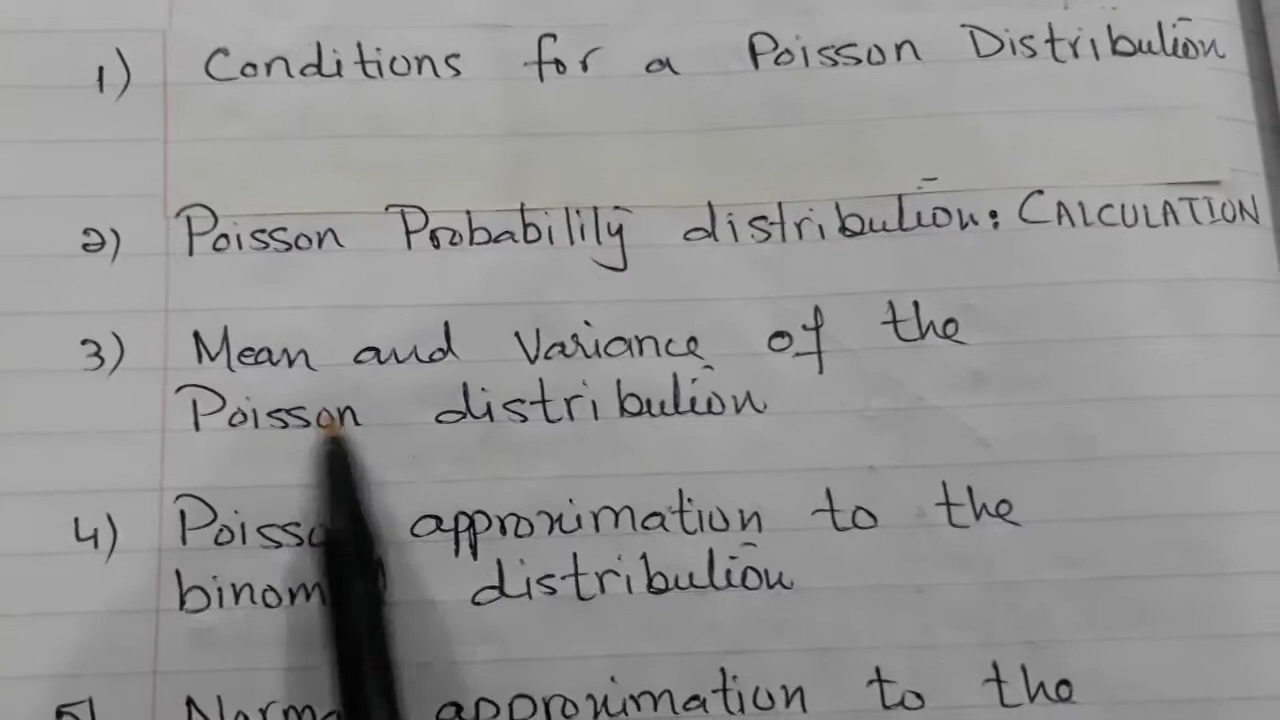 1) Conditions for a Poisson Distribution
2) Poisson Probability distribution: CALCULATION
3) Mean and Variance of the
Poisson distribution
4) approximation to the
distribution
5) approximation to the